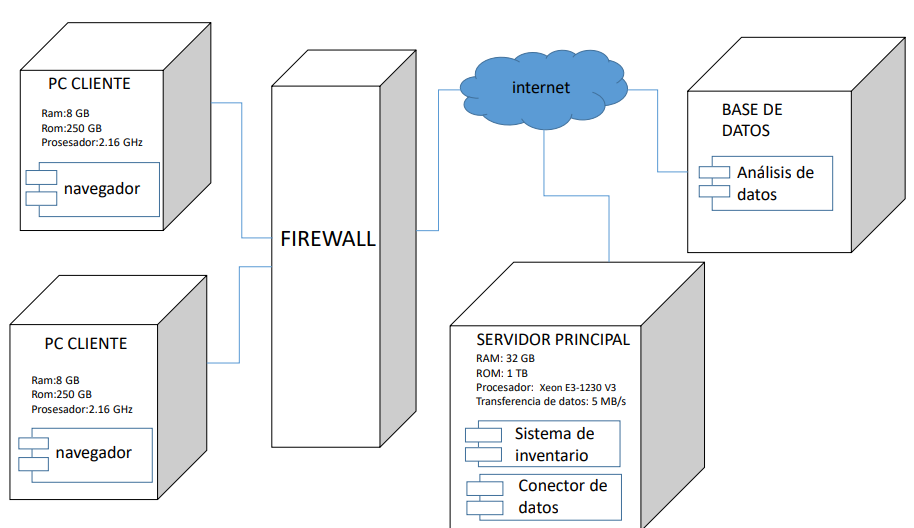 PC CLIENTE
Ram:8 GB
Rom:250 GB
Prosesador:2.16 GHz
navegador
PC CLIENTE
Ram:8 GB
Rom:250 GB
Prosesador:2.16 GHz
navegador
FIREWALL
internet
BASE DE
DATOS
Análisis de
datos
SERVIDOR PRINCIPAL
RAM: 32 GB
ROM: 1 TB
Procesador: Xeon E3-1230 V3
Transferencia de datos: 5 MB/s
Sistema de
inventario
Conector de
datos